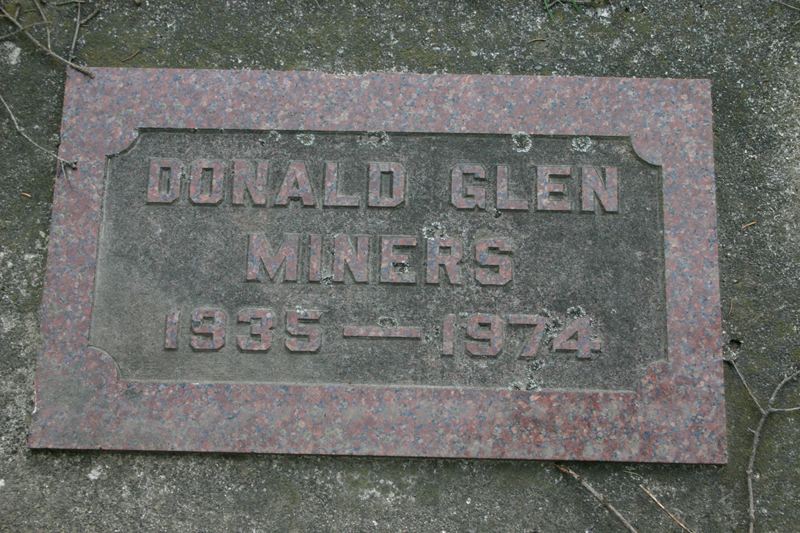 DONALD GLEN
MINERS
1935 — 1974